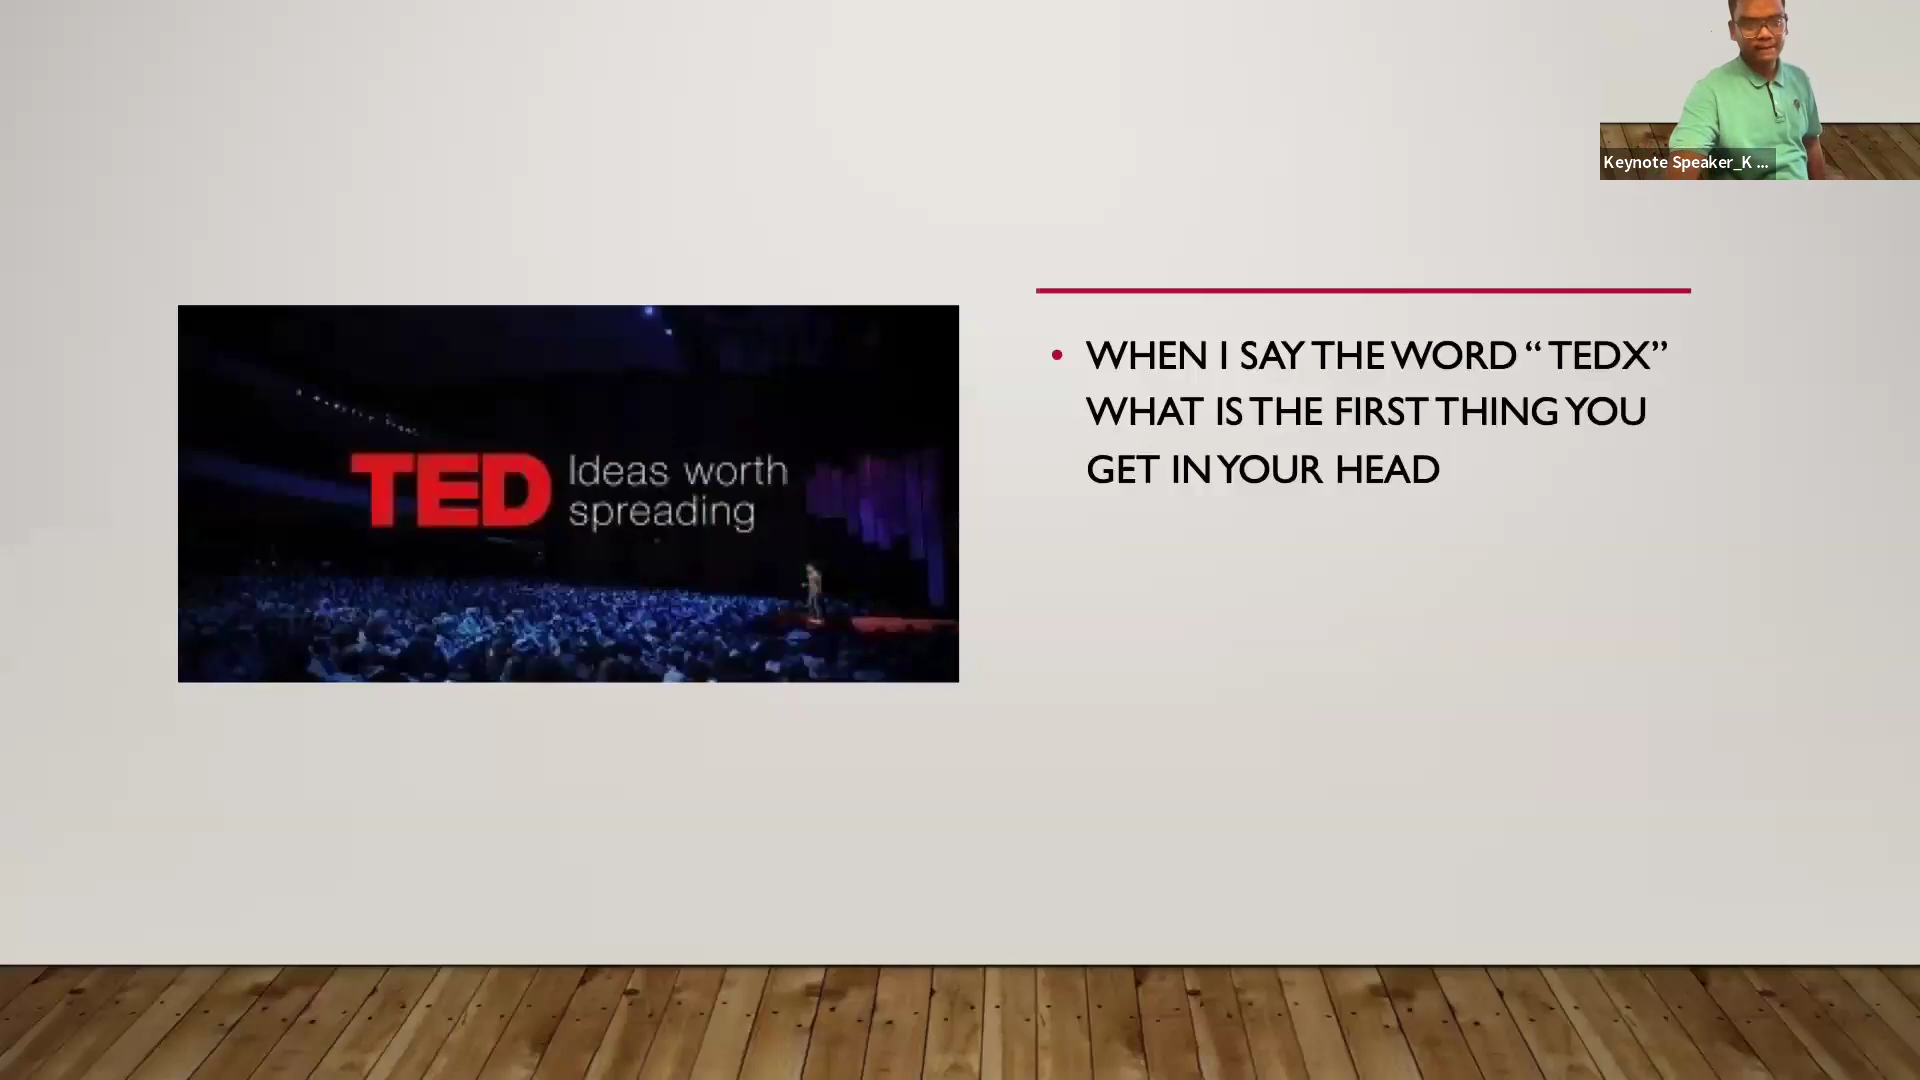 Keynote Speaker_K ...
TED Ideas worth
spreading
• WHEN I SAY THE WORD “ TEDX”
WHAT IS THE FIRST THING YOU
GET IN YOUR HEAD